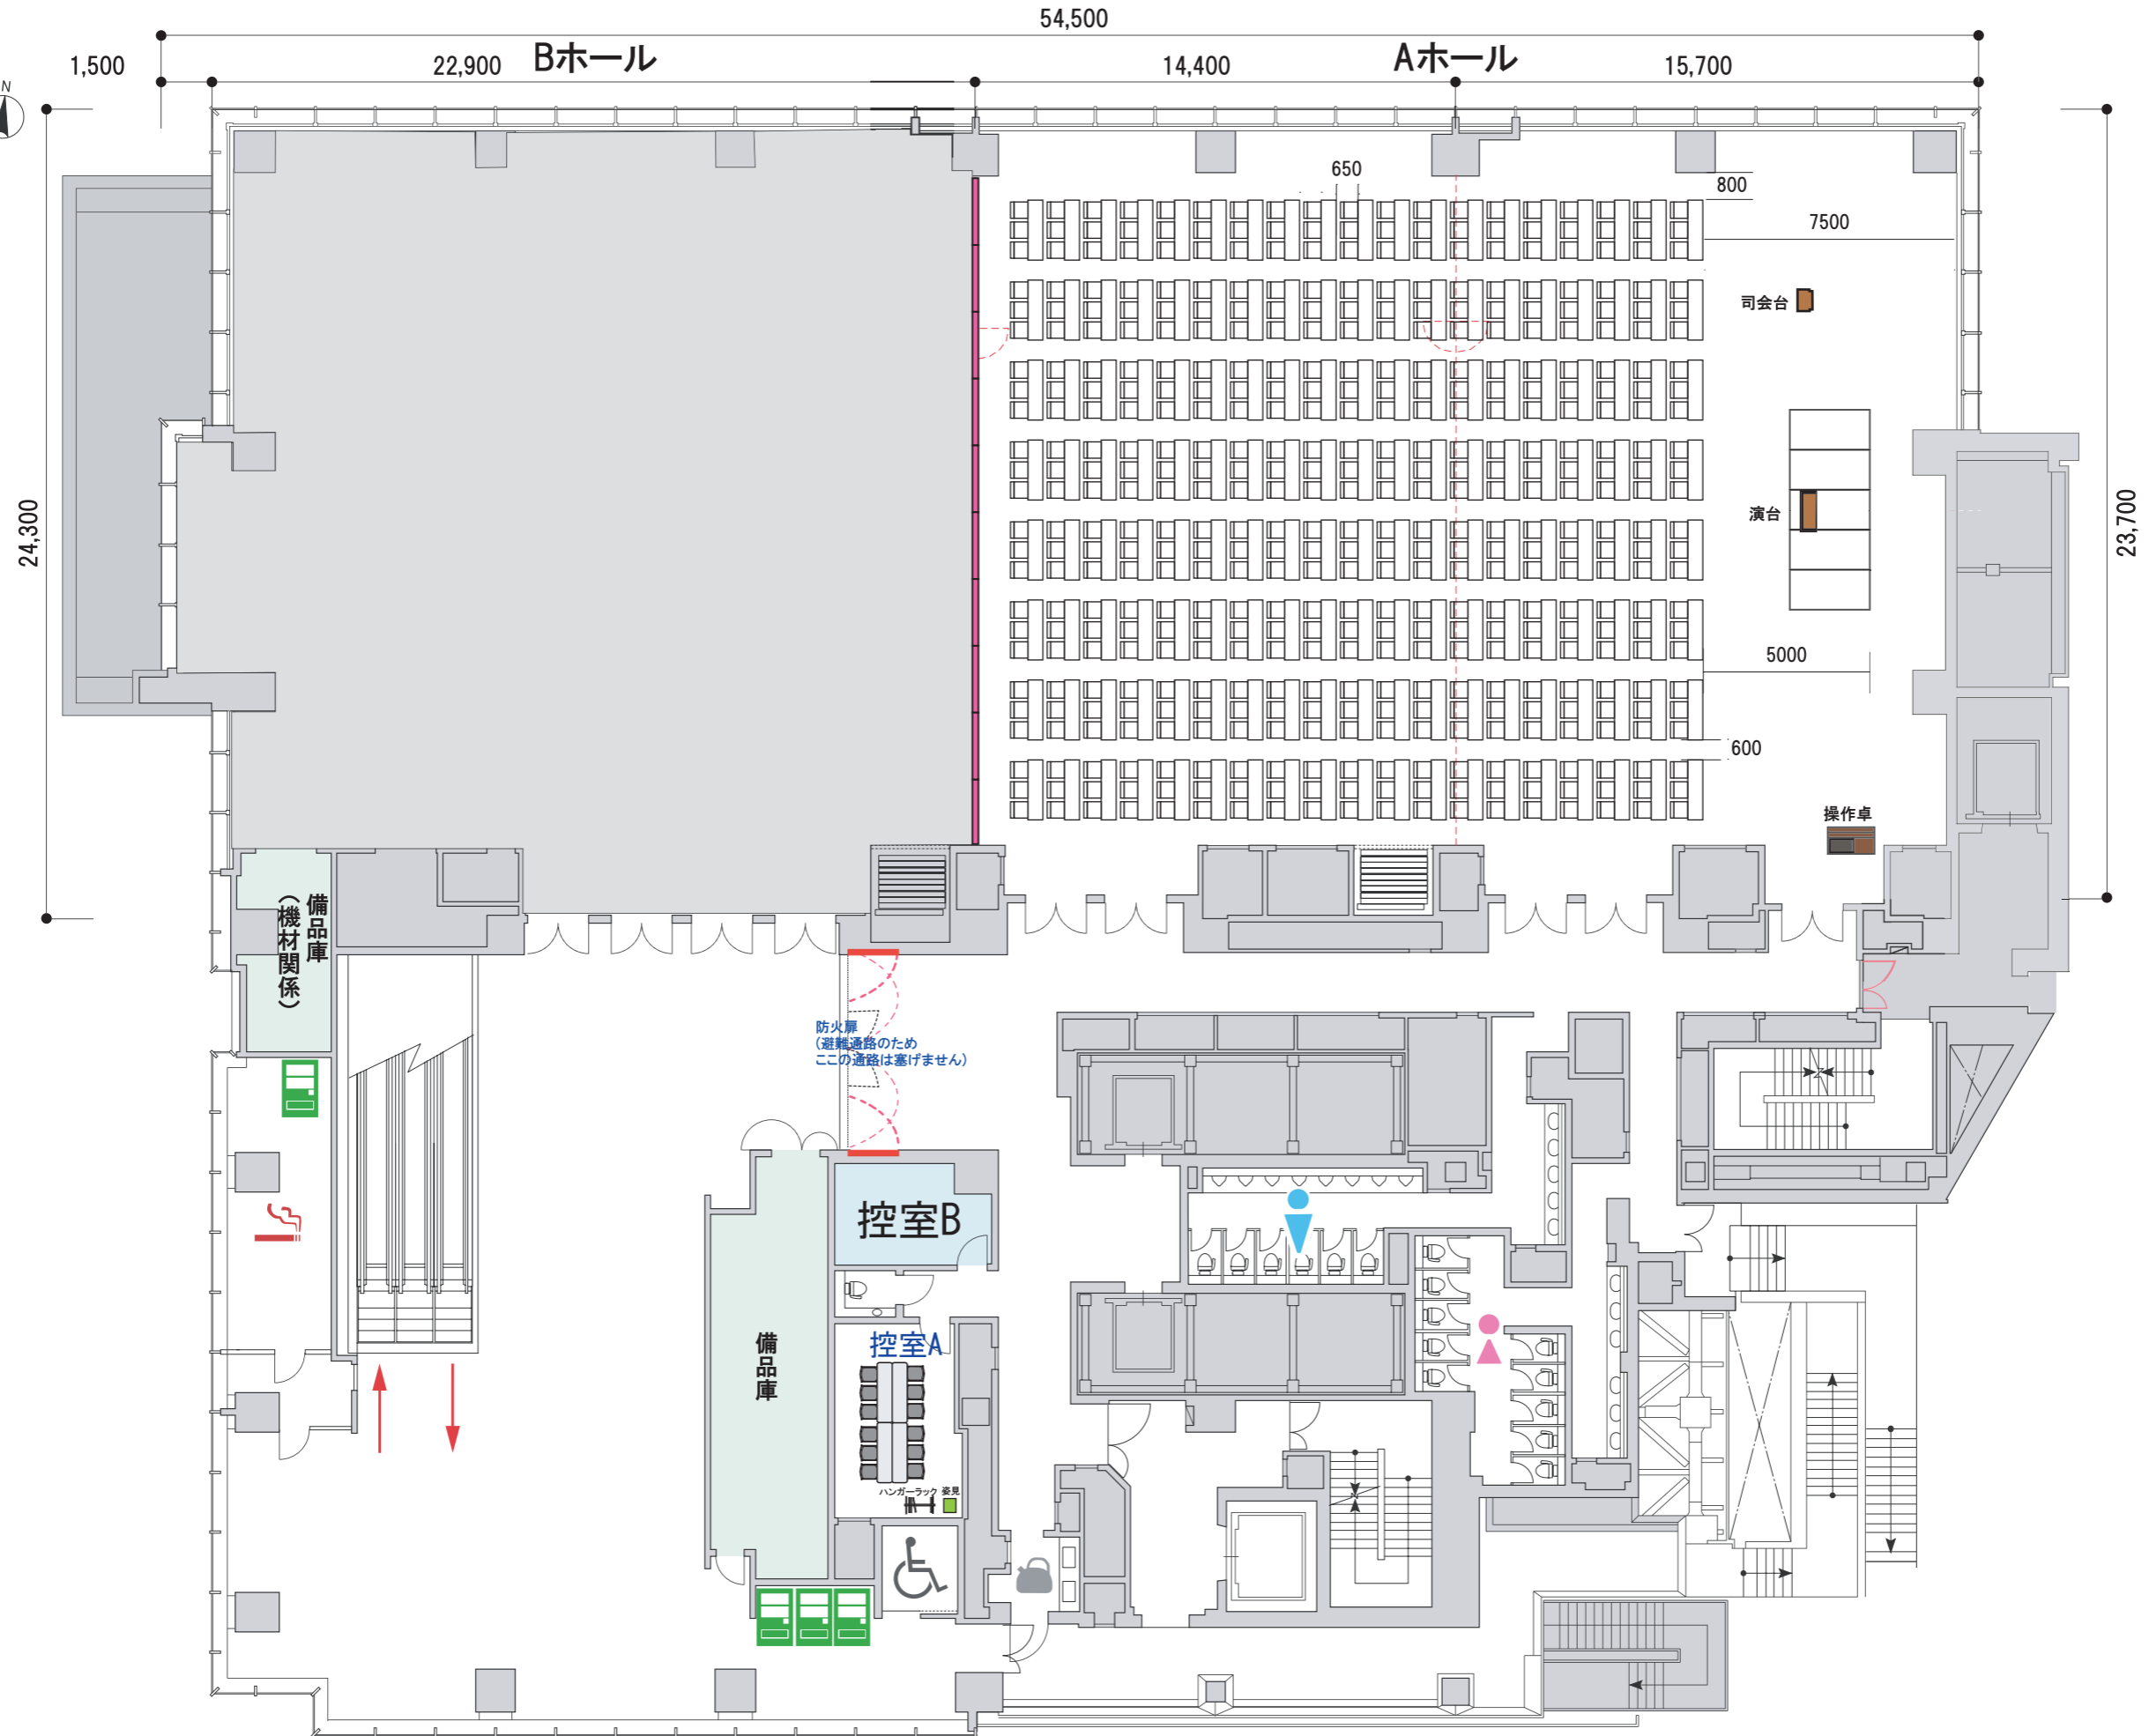 54,500
1,500
22,900
Bホール
14,400
Aホール
15,700
N
650
800
7500
司会台
24,300
演台
23,700
5000
600
操作卓
備品庫
(機材関係)
防火扉
(避難通路のため
ここの通路は塞げません)
控室B
備品庫
控室A
ハンガーラック 姿見